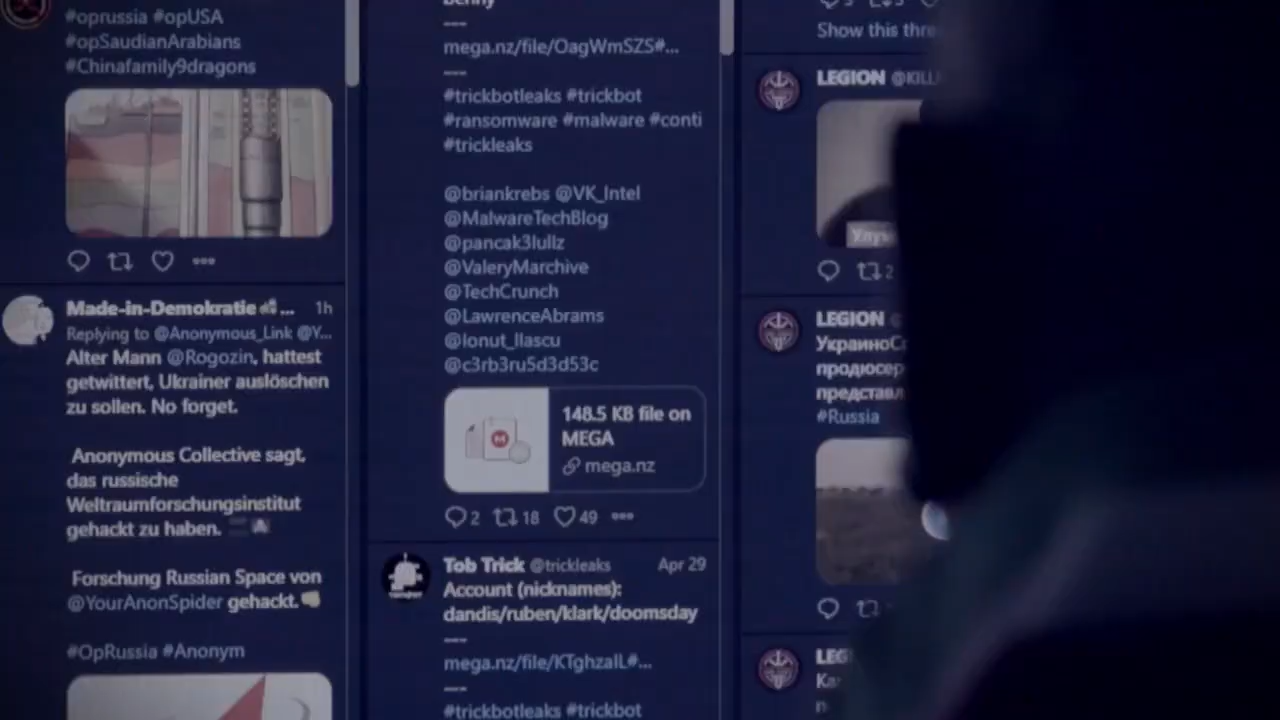 #oprussia #opUSA
#opSaudianArabians
#Chinafamily9dragons
Made-in-Demokratie ... 1h
Replying to @Anonymous_Link @Y...
Alter Mann @Rogozin, hattest
getwittert, Ukrainer auslöschen
zu sollen. No forget.
Anonymous Collective sagt,
das russische
Weltraumforschungsinstitut
gehackt zu haben.
Forschung Russian Space von
@YourAnonSpider gehackt.
#OpRussia #Anonym
---
mega.nz/file/OagWmSZS#...
---
#trickbotleaks #trickbot
#ransomware #malware #conti
#trickleaks
@briankrebs @VK_Intel
@MalwareTechBlog
@pancak3lullz
@ValeryMarchive
@TechCrunch
@LawrenceAbrams
@Ionut_Ilascu
@c3rb3ru5d3d53c
148.5 KB file on
MEGA
mega.nz
2 18 49
Tob Trick @trickleaks Apr 29
Account (nicknames):
dandis/ruben/klark/doomsday
---
mega.nz/file/KTghzaIL#...
---
#trickbotleaks #trickbot
Show this
LEGION
2
LEGION
#Russia